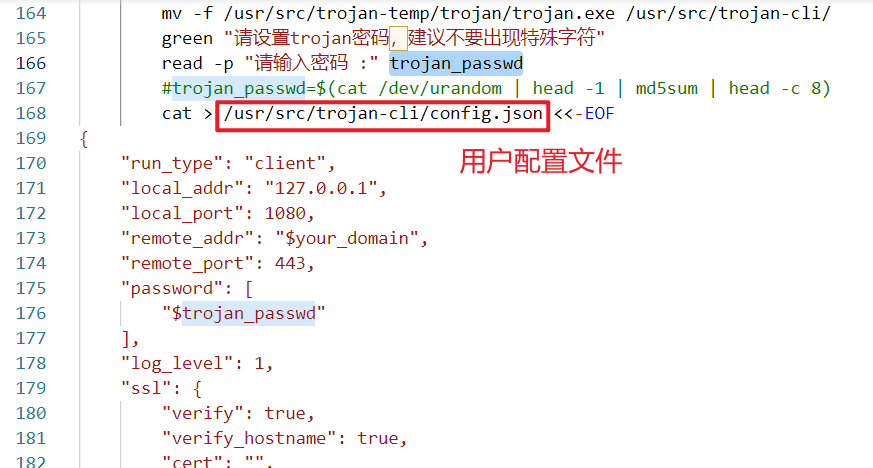 164 mv -f /usr/src/trojan-temp/trojan/trojan.exe /usr/src/trojan-cli/
165 green "请设置trojan密码，建议不要出现特殊字符"
166 read -p "请输入密码 :" trojan_passwd
167 #trojan_passwd=$(cat /dev/urandom | head -1 | md5sum | head -c 8)
168 cat > /usr/src/trojan-cli/config.json <<-EOF
用户配置文件
169 {
170 "run_type": "client",
171 "local_addr": "127.0.0.1",
172 "local_port": 1080,
173 "remote_addr": "$your_domain",
174 "remote_port": 443,
175 "password": [
176 "$trojan_passwd"
177 ],
178 "log_level": 1,
179 "ssl": {
180 "verify": true,
181 "verify_hostname": true,
182 "cert": "",